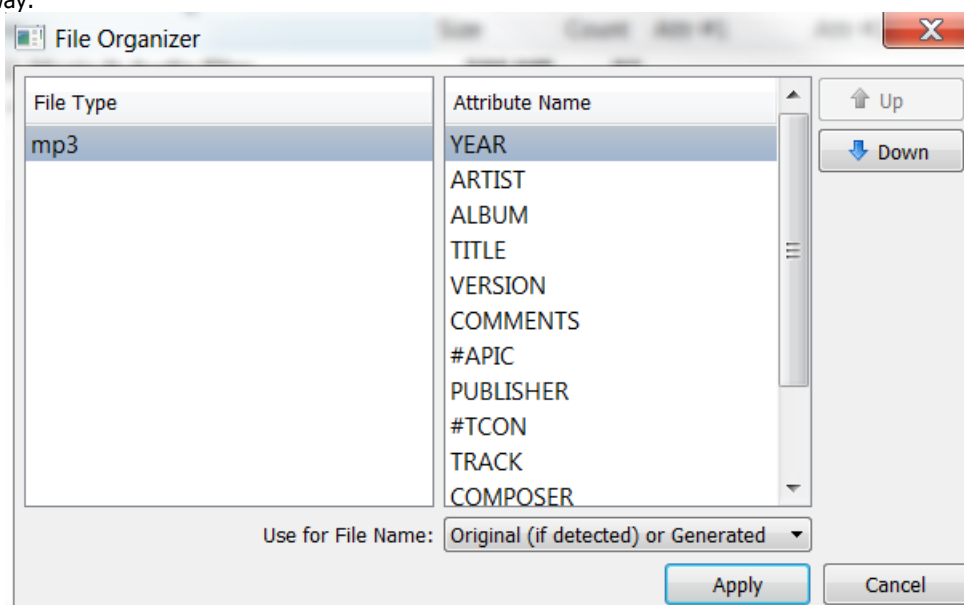 File Organizer
File Type
mp3
Attribute Name
YEAR
ARTIST
ALBUM
TITLE
VERSION
COMMENTS
#APIC
PUBLISHER
#TCON
TRACK
COMPOSER
Up
Down
Use for File Name: Original (if detected) or Generated
Apply Cancel